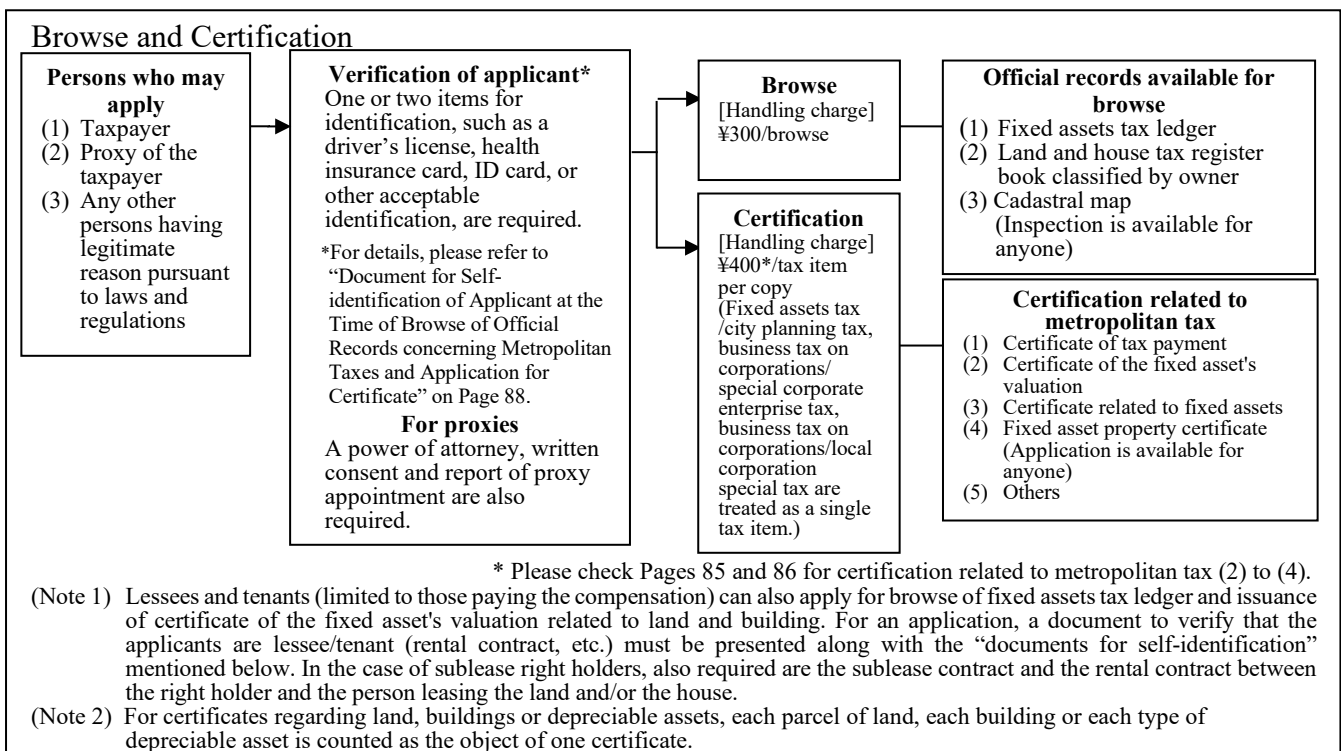 Browse and Certification
Persons who may
apply
(1) Taxpayer
(2) Proxy of the
taxpayer
(3) Any other
persons having
legitimate
reason pursuant
to laws and
regulations
Verification of applicant*
One or two items for
identification, such as a
driver's license, health
insurance card, ID card, or
other acceptable
identification, are required.
*For details, please refer to
“Document for Self-
identification of Applicant at the
Time of Browse of Official
Records concerning Metropolitan
Taxes and Application for
Certificate” on Page 88.
For proxies
A power of attorney, written
consent and report of proxy
appointment are also
required.
Browse
[Handling charge]
¥300/browse
Certification
[Handling charge]
¥400*/tax item
per copy
(Fixed assets tax
/city planning tax,
business tax on
corporations/
special corporate
enterprise tax,
business tax on
corporations/local
corporation
special tax are
treated as a single
tax item.)
Official records available for
browse
(1) Fixed assets tax ledger
(2) Land and house tax register
book classified by owner
(3) Cadastral map
(Inspection is available for
anyone)
Certification related to
metropolitan tax
(1) Certificate of tax payment
(2) Certificate of the fixed asset's
valuation
(3) Certificate related to fixed assets
(4) Fixed asset property certificate
(Application is available for
anyone)
(5) Others
* Please check Pages 85 and 86 for certification related to metropolitan tax (2) to (4).
(Note 1) Lessees and tenants (limited to those paying the compensation) can also apply for browse of fixed assets tax ledger and issuance
of certificate of the fixed asset's valuation related to land and building. For an application, a document to verify that the
applicants are lessee/tenant (rental contract, etc.) must be presented along with the “documents for self-identification”
mentioned below. In the case of sublease right holders, also required are the sublease contract and the rental contract between
the right holder and the person leasing the land and/or the house.
(Note 2) For certificates regarding land, buildings or depreciable assets, each parcel of land, each building or each type of
depreciable asset is counted as the object of one certificate.